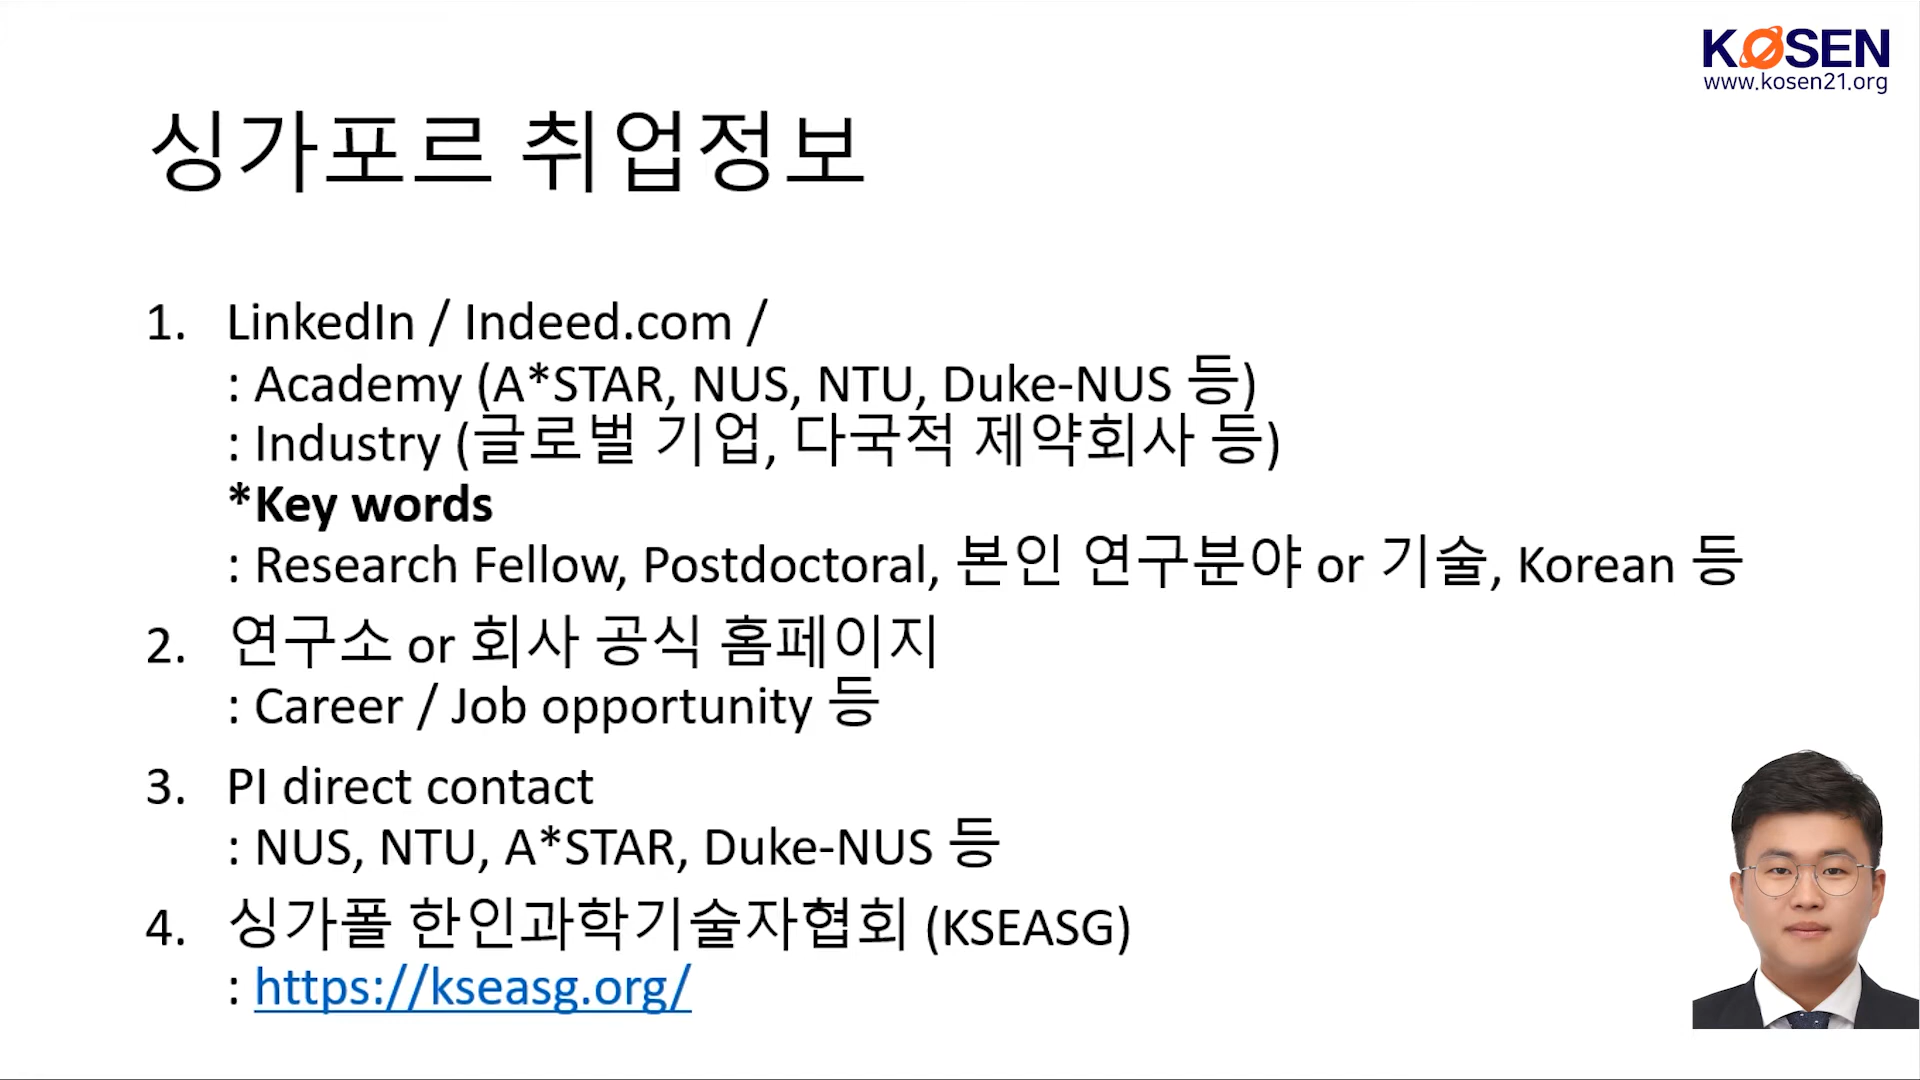 KOSEN
www.kosen21.org
싱가포르 취업정보
1. LinkedIn / Indeed.com /
: Academy (A*STAR, NUS, NTU, Duke-NUS 등)
: Industry (글로벌 기업, 다국적 제약회사 등)
*Key words
: Research Fellow, Postdoctoral, 본인 연구분야 or 기술, Korean 등
2. 연구소 or 회사 공식 홈페이지
: Career / Job opportunity 등
3. PI direct contact
: NUS, NTU, A*STAR, Duke-NUS 등
4. 싱가폴 한인과학기술자협회 (KSEASG)
: https://kseasg.org/